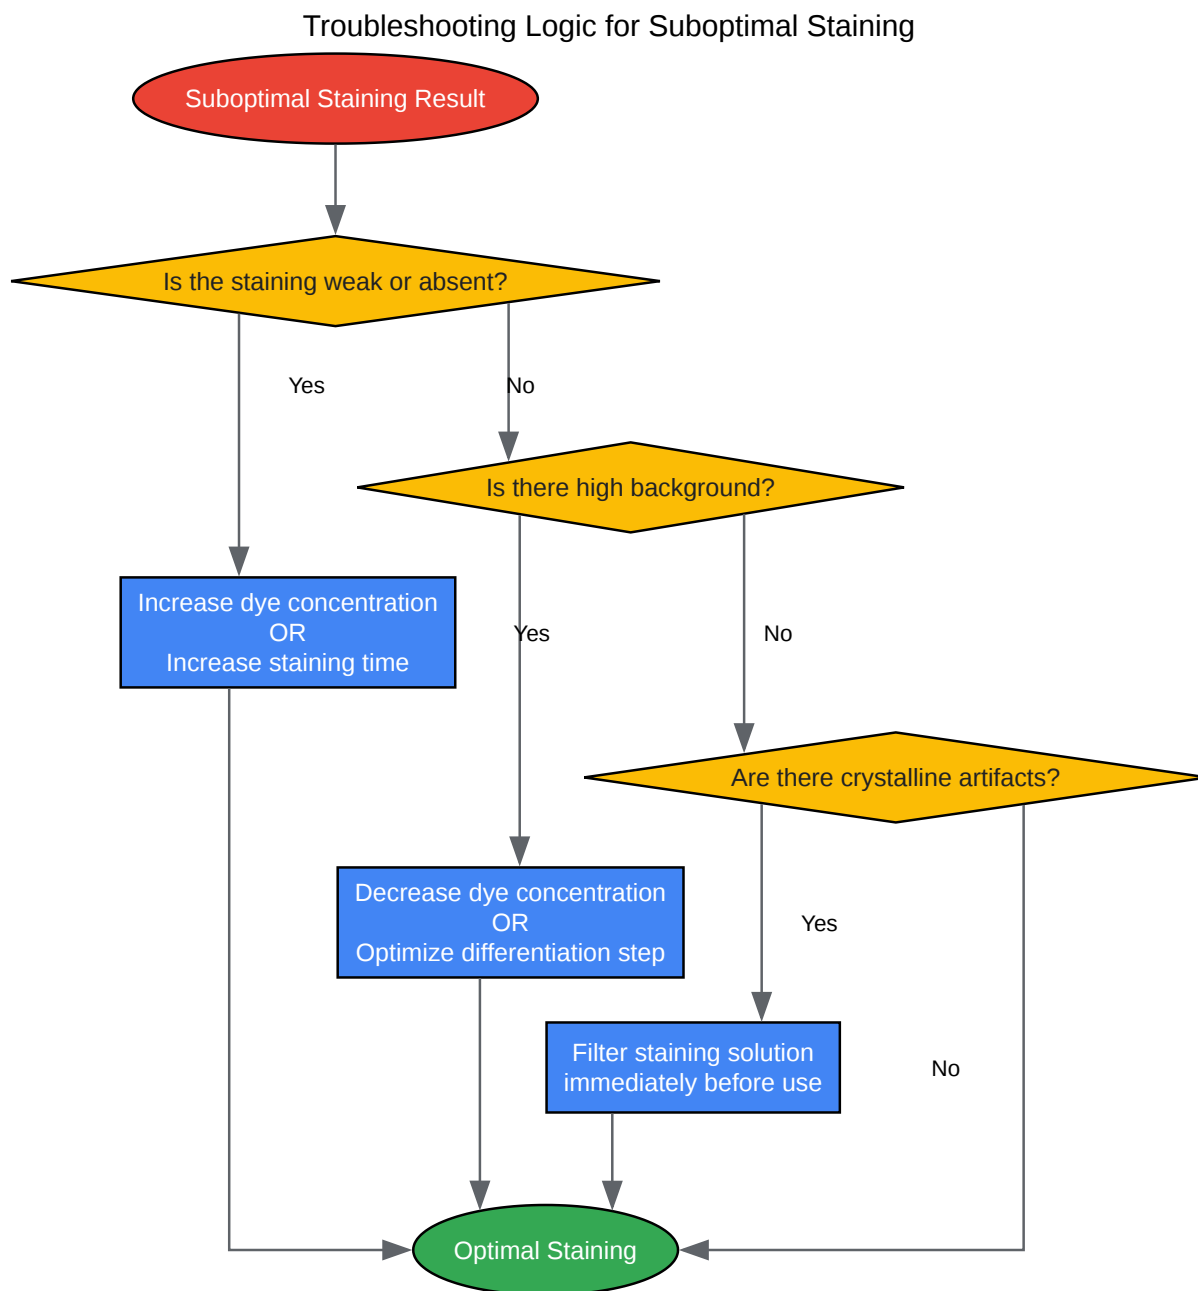 Troubleshooting Logic for Suboptimal Staining
Suboptimal Staining Result
Is the staining weak or absent?
Yes
No
Is there high background?
Increase dye concentration
OR
Increase staining time
Yes
No
Are there crystalline artifacts?
Decrease dye concentration
OR
Optimize differentiation step
Yes
Filter staining solution
immediately before use
No
Optimal Staining